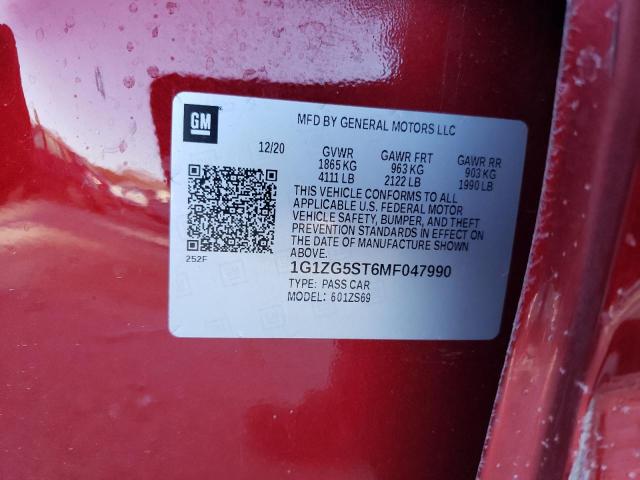 GM
MFD BY GENERAL MOTORS LLC
12/20 GVWR GAWR FRT GAWR RR
1865 KG 963 KG 903 KG
4111 LB 2122 LB 1990 LB
THIS VEHICLE CONFORMS TO ALL
APPLICABLE U.S. FEDERAL MOTOR
VEHICLE SAFETY, BUMPER, AND THEFT
PREVENTION STANDARDS IN EFFECT ON
THE DATE OF MANUFACTURE SHOWN
ABOVE.
252F
1G1ZG5ST6MF047990
TYPE: PASS CAR
MODEL: 601ZS69